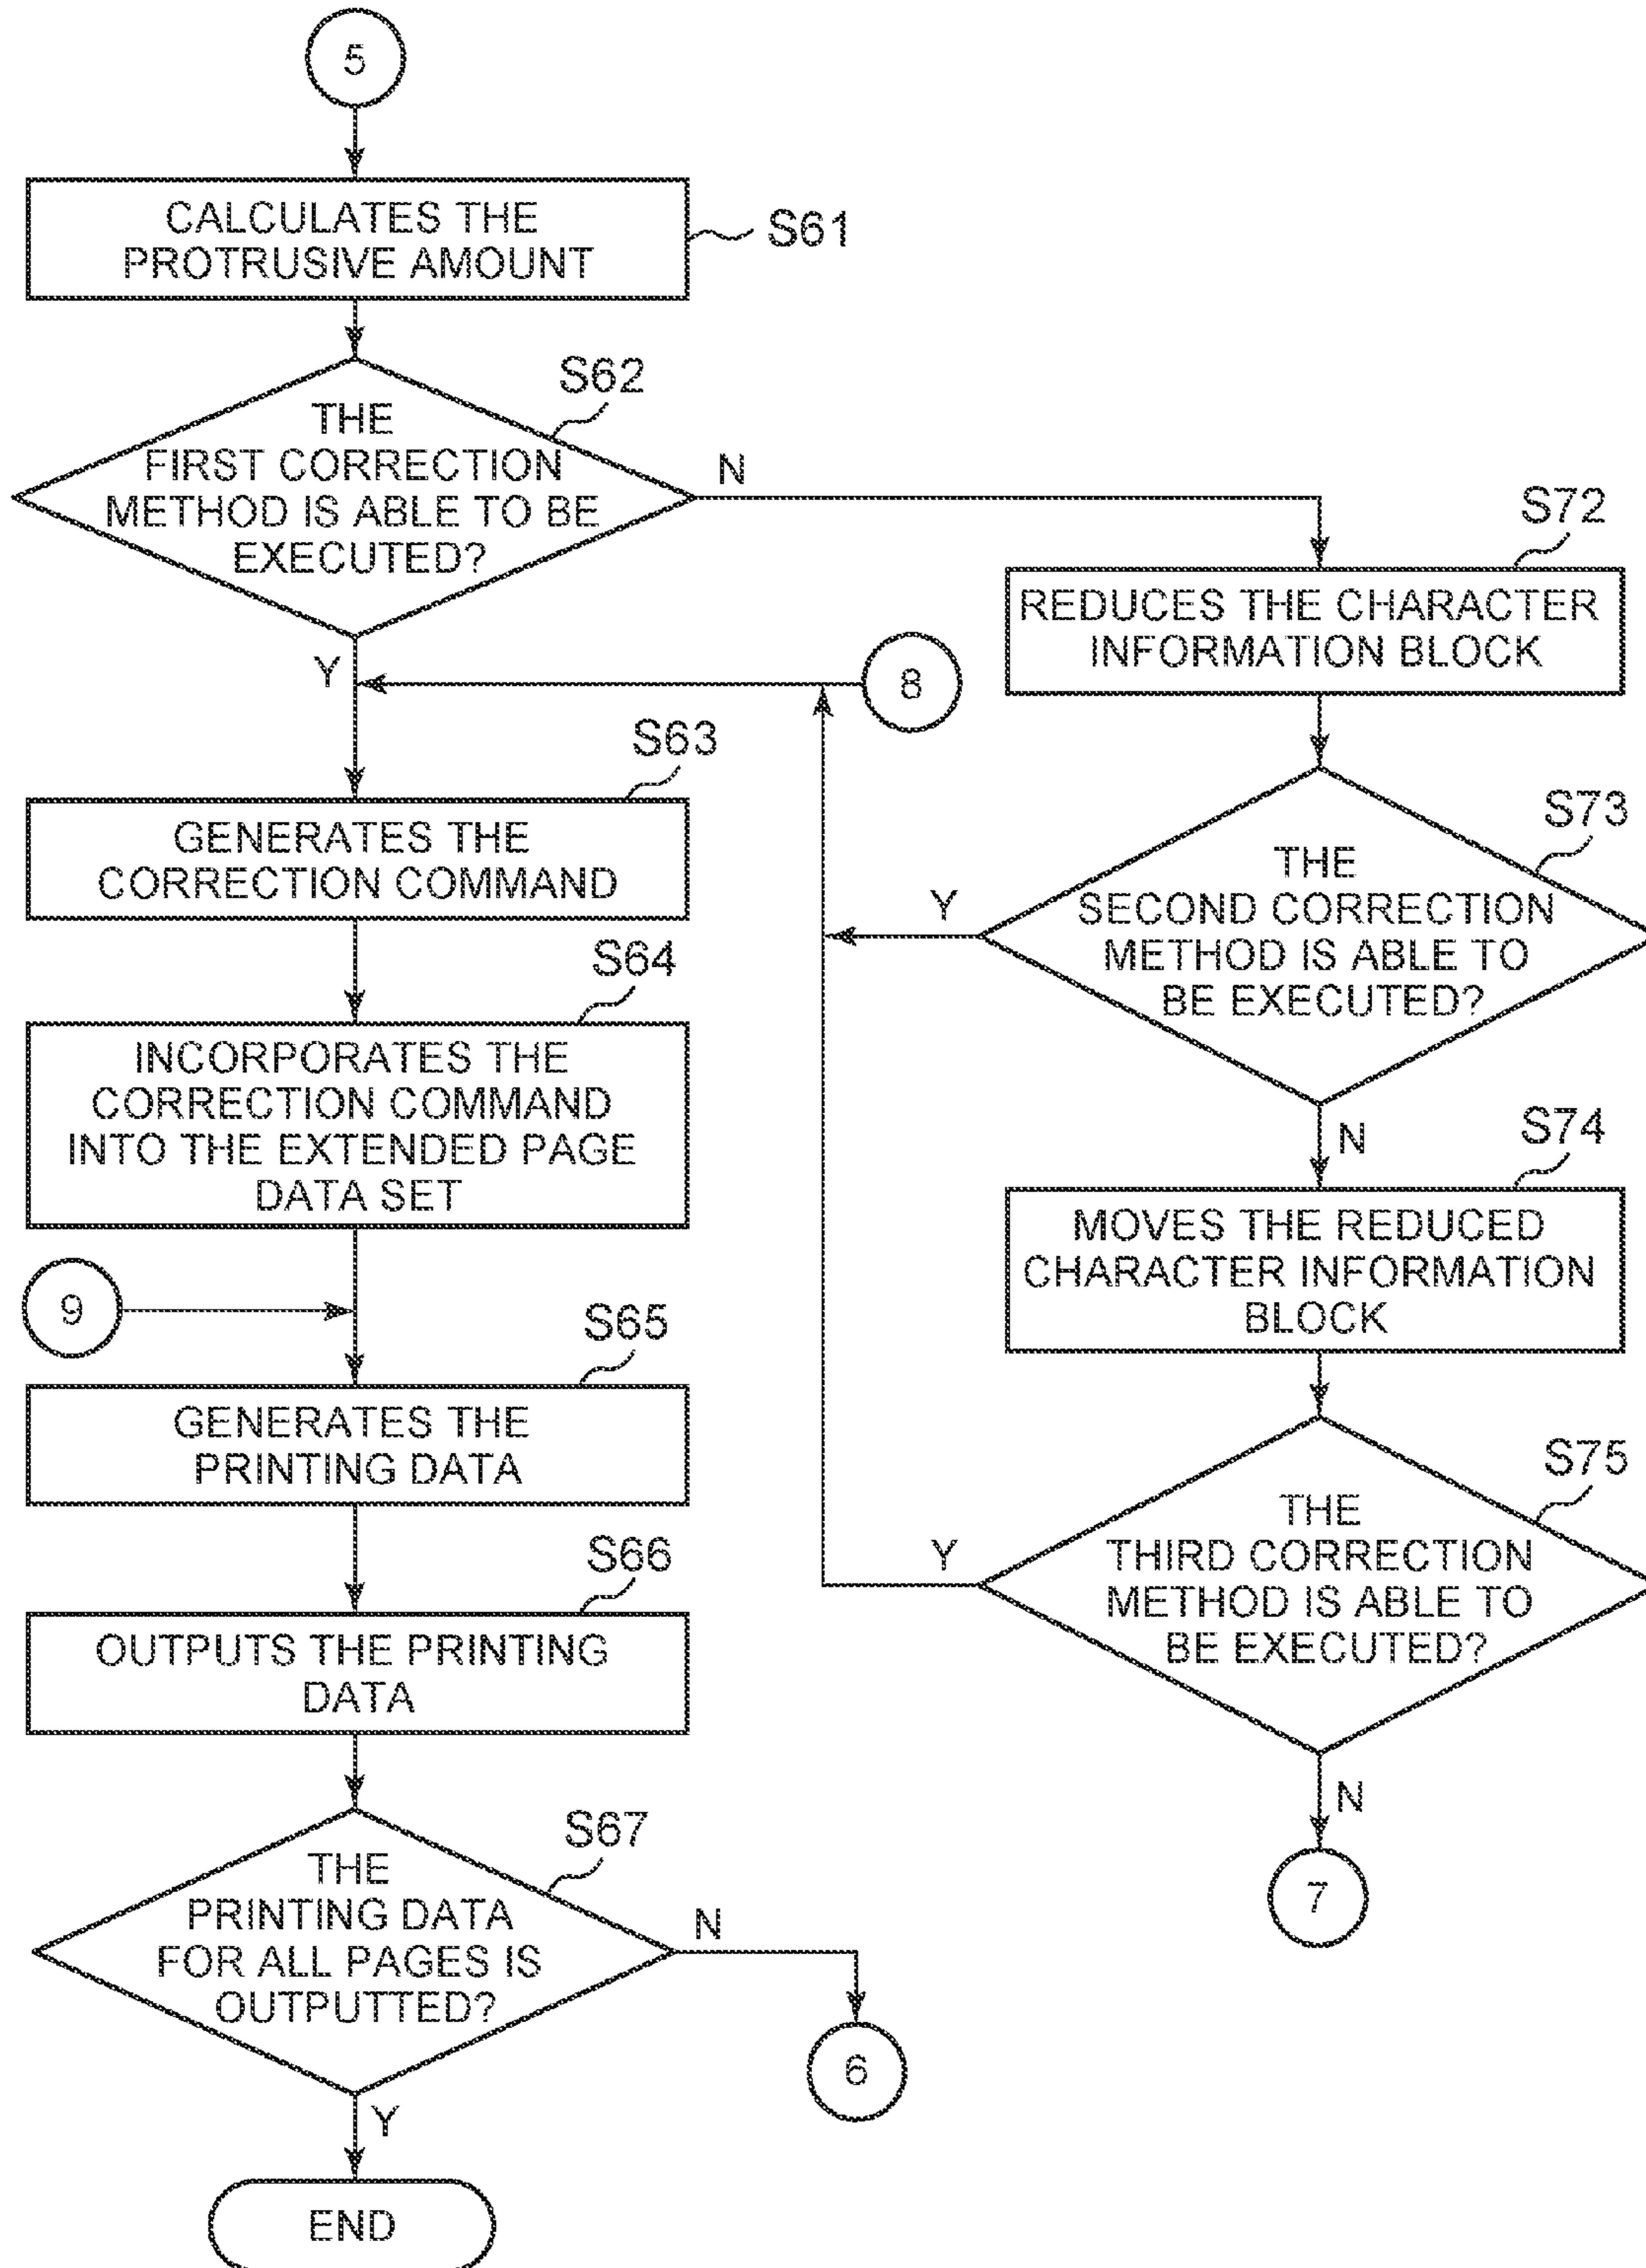 5
CALCULATES THE
PROTRUSIVE AMOUNT
S61
S62
THE
FIRST CORRECTION
METHOD IS ABLE TO BE
EXECUTED?
N
Y
8
S63
GENERATES THE
CORRECTION COMMAND
S64
INCORPORATES THE
CORRECTION COMMAND
INTO THE EXTENDED PAGE
DATA SET
9
S65
GENERATES THE
PRINTING DATA
S66
OUTPUTS THE PRINTING
DATA
S67
THE
PRINTING DATA
FOR ALL PAGES IS
OUTPUTTED?
N
6
Y
END
S72
REDUCES THE CHARACTER
INFORMATION BLOCK
S73
THE
SECOND CORRECTION
METHOD IS ABLE TO
BE EXECUTED?
Y
N
S74
MOVES THE REDUCED
CHARACTER INFORMATION
BLOCK
S75
THE
THIRD CORRECTION
METHOD IS ABLE TO
BE EXECUTED?
Y
N
7